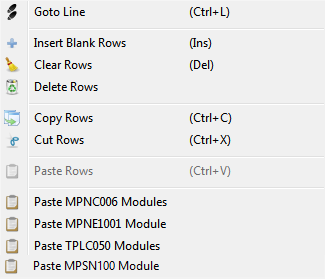 Goto Line (Ctrl+L)
Insert Blank Rows (Ins)
Clear Rows (Del)
Delete Rows
Copy Rows (Ctrl+C)
Cut Rows (Ctrl+X)
Paste Rows (Ctrl+V)
Paste MPNC006 Modules
Paste MPNE1001 Module
Paste TPLC050 Modules
Paste MPSN100 Module